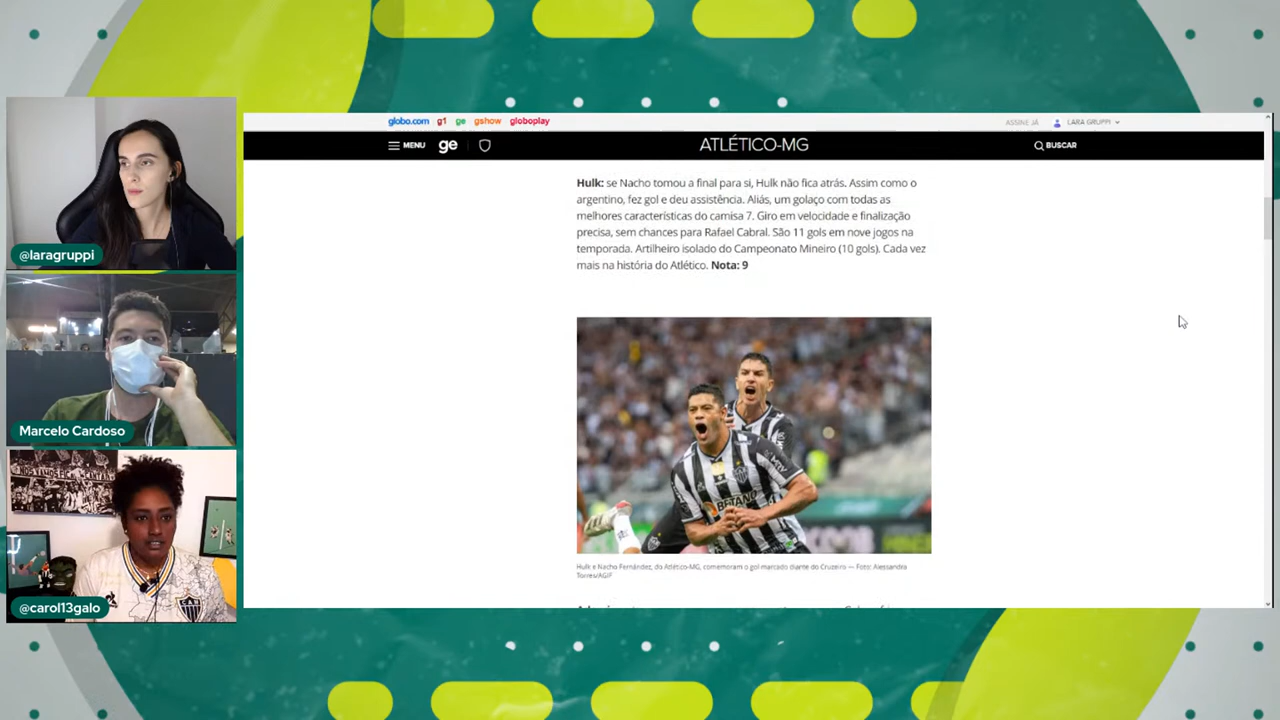 globo.com g1 ge gshow globoplay
ASSINE JÁ LARA GRUPPI
MENU ge
ATLÉTICO-MG
BUSCAR
Hulk: se Nacho tomou a final para si, Hulk não fica atrás. Assim como o
argentino, fez gol e deu assistência. Aliás, um golaço com todas as
melhores características do camisa 7. Giro em velocidade e finalização
precisa, sem chances para Rafael Cabral. São 11 gols em nove jogos na
temporada. Artilheiro isolado do Campeonato Mineiro (10 gols). Cada vez
mais na história do Atlético. Nota: 9
BETANO
Hulk e Nacho Fernández, do Atlético-MG, comemoram o gol marcado diante do Cruzeiro — Foto: Alessandra
Torres/AGIF
@laragruppi
Marcelo Cardoso
@carol13galo